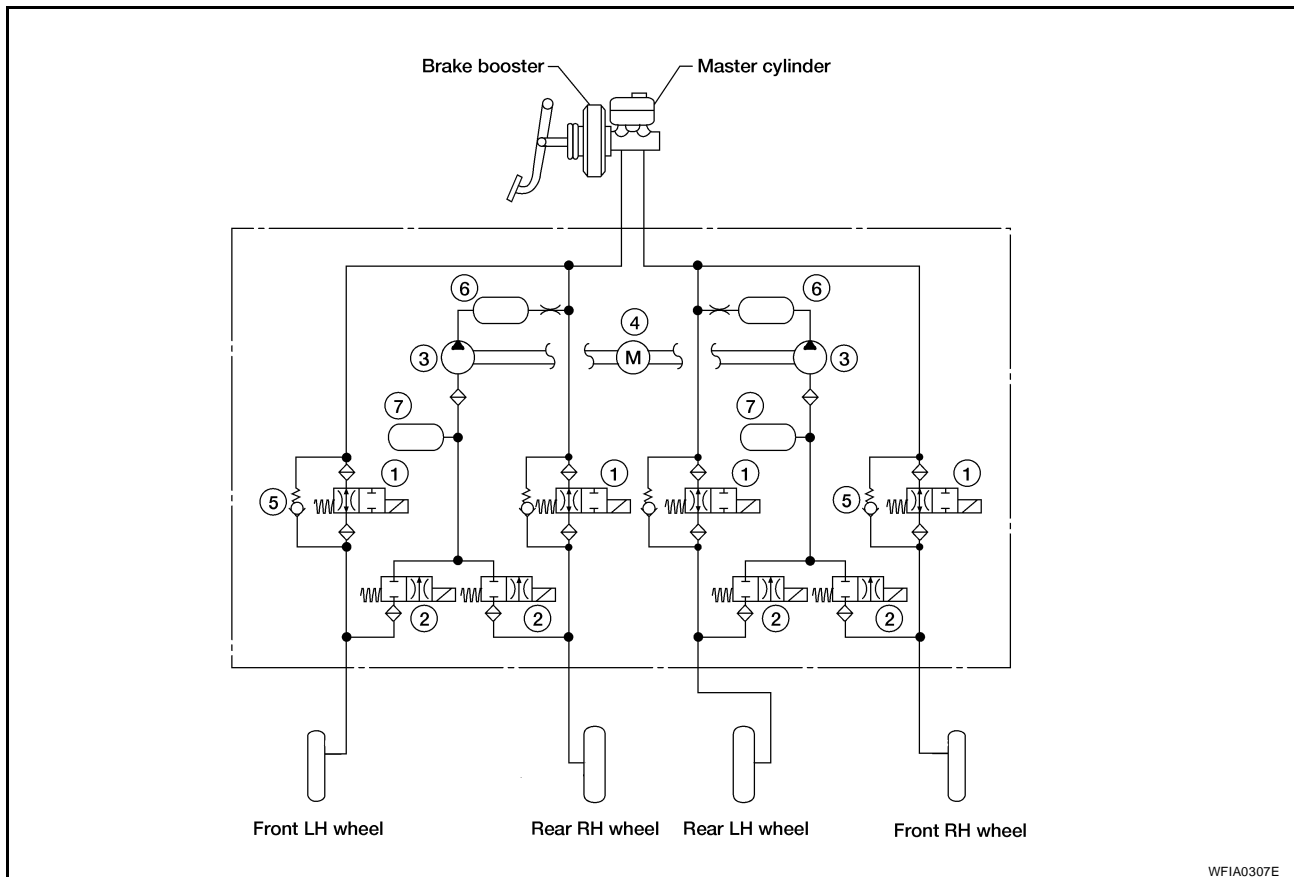 Brake booster
Master cylinder
6
6
4
3
M
3
7
7
1
1
1
1
5
5
2
2
2
2
Front LH wheel
Rear RH wheel
Rear LH wheel
Front RH wheel
WFIA0307E